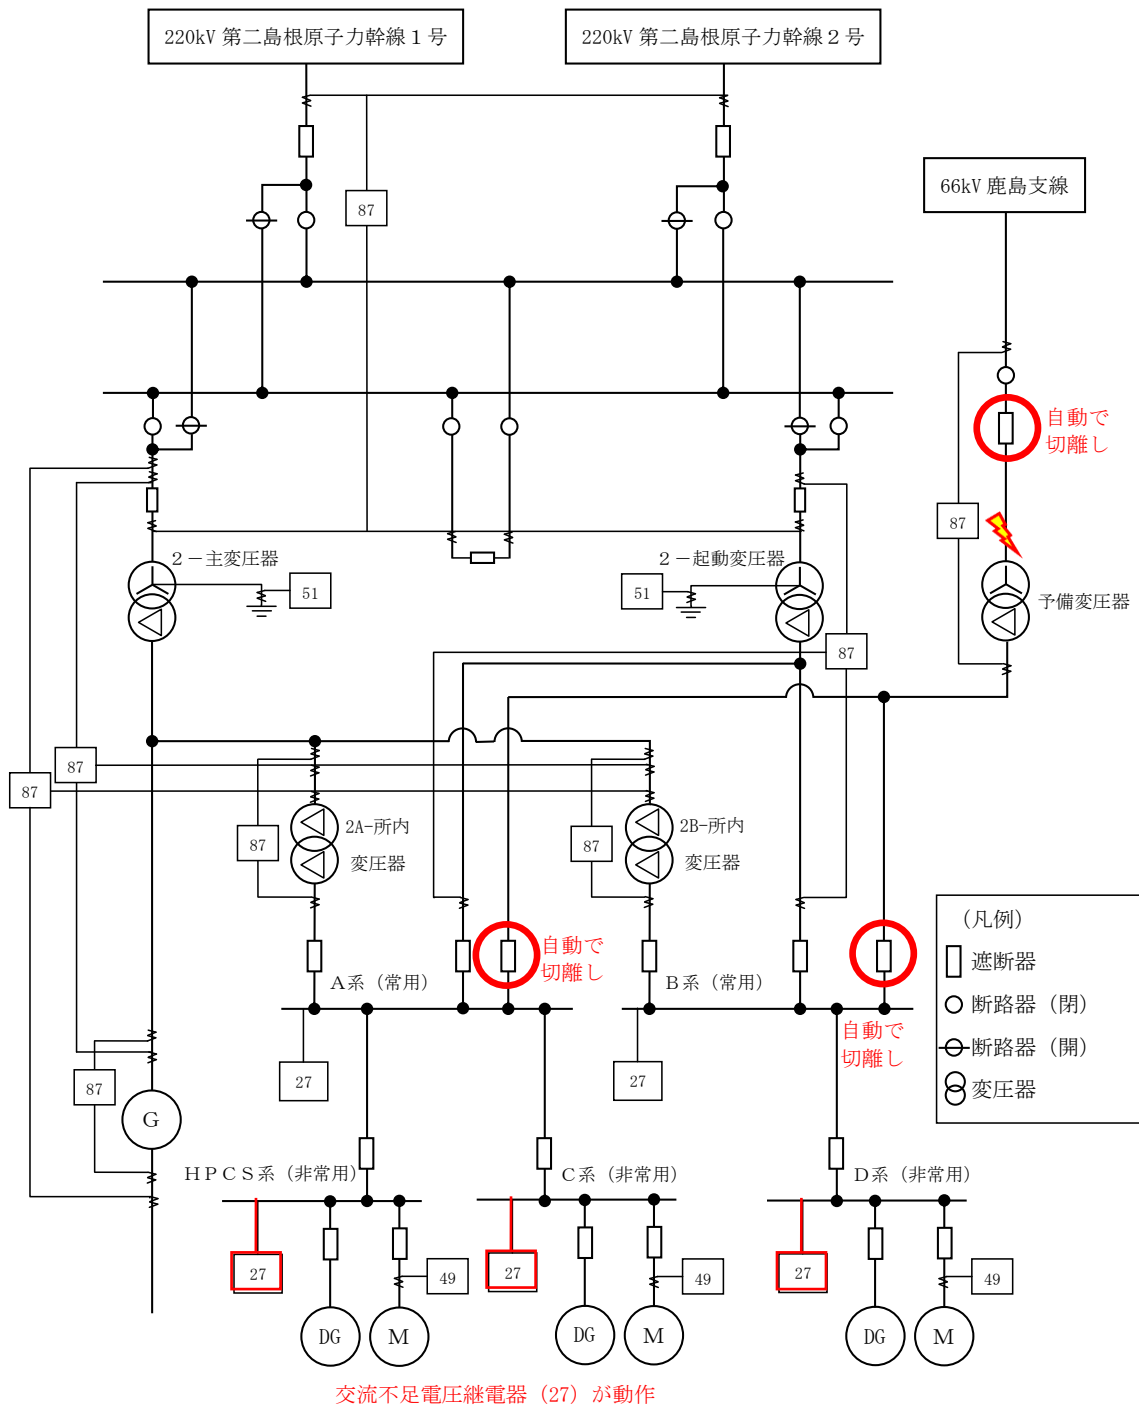 220kV 第二島根原子力幹線１号
220kV 第二島根原子力幹線２号
66kV 鹿島支線
87
自動で
切離し
87
２－主変圧器
51
２－起動変圧器
51
予備変圧器
87
87
87
87
2A-所内
変圧器
87
2B-所内
変圧器
自動で
切離し
Ａ系（常用）
Ｂ系（常用）
自動で
切離し
（凡例）
遮断器
断路器（閉）
断路器（開）
変圧器
27
27
87
G
ＨＰＣＳ系（非常用）
Ｃ系（非常用）
Ｄ系（非常用）
27
49
27
49
27
49
DG
M
DG
M
DG
M
交流不足電圧継電器（27）が動作